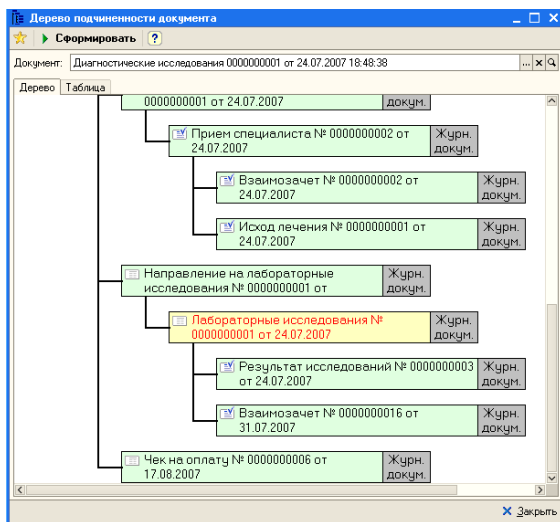 Дерево подчиненности документа
Сформировать ?
Документ: Диагностические исследования 0000000001 от 24.07.2007 18:48:38 ... x
Дерево Таблица
0000000001 от 24.07.2007 докум.
Прием специалиста № 0000000002 от Журн.
24.07.2007 докум.
Взаимозачет № 0000000002 от Журн.
24.07.2007 докум.
Исход лечения № 0000000001 от Журн.
24.07.2007 докум.
Направление на лабораторные Журн.
исследования № 0000000001 от докум.
Лабораторные исследования № Журн.
0000000001 от 24.07.2007 докум.
Результат исследований № 0000000003 Журн.
от 24.07.2007 докум.
Взаимозачет № 0000000016 от Журн.
31.07.2007 докум.
Чек на оплату № 0000000006 от Журн.
17.08.2007 докум.
Закрыть